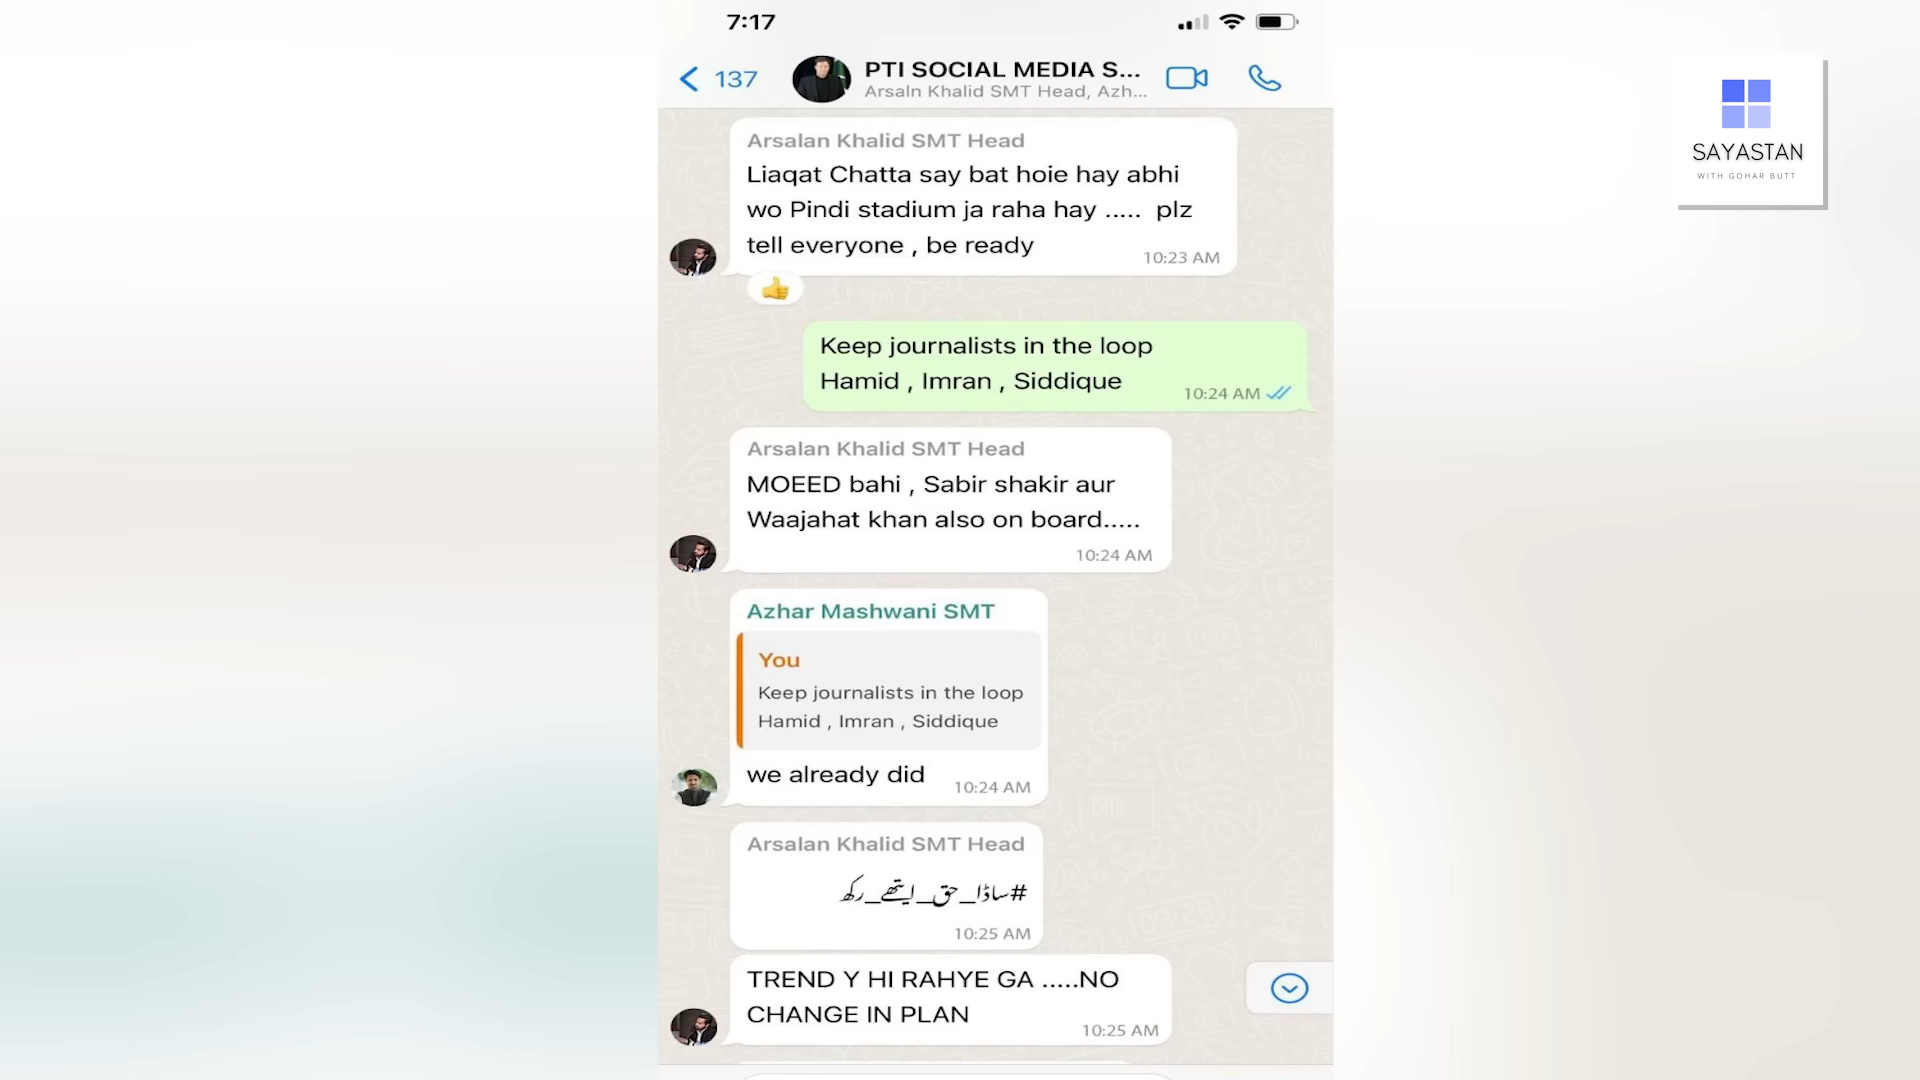 7:17
137
PTI SOCIAL MEDIA S...
Arsaln Khalid SMT Head, Azh...
SAYASTAN
WITH GOHAR BUTT
Arsalan Khalid SMT Head
Liaqat Chatta say bat hoie hay abhi
wo Pindi stadium ja raha hay ..... plz
tell everyone , be ready
10:23 AM
Keep journalists in the loop
Hamid , Imran , Siddique
10:24 AM
Arsalan Khalid SMT Head
MOEED bahi , Sabir shakir aur
Waajahat khan also on board.....
10:24 AM
Azhar Mashwani SMT
You
Keep journalists in the loop
Hamid , Imran , Siddique
we already did
10:24 AM
Arsalan Khalid SMT Head
#ساڈا_حق_ایتھے_رکھ
10:25 AM
TREND Y HI RAHYE GA .....NO
CHANGE IN PLAN
10:25 AM